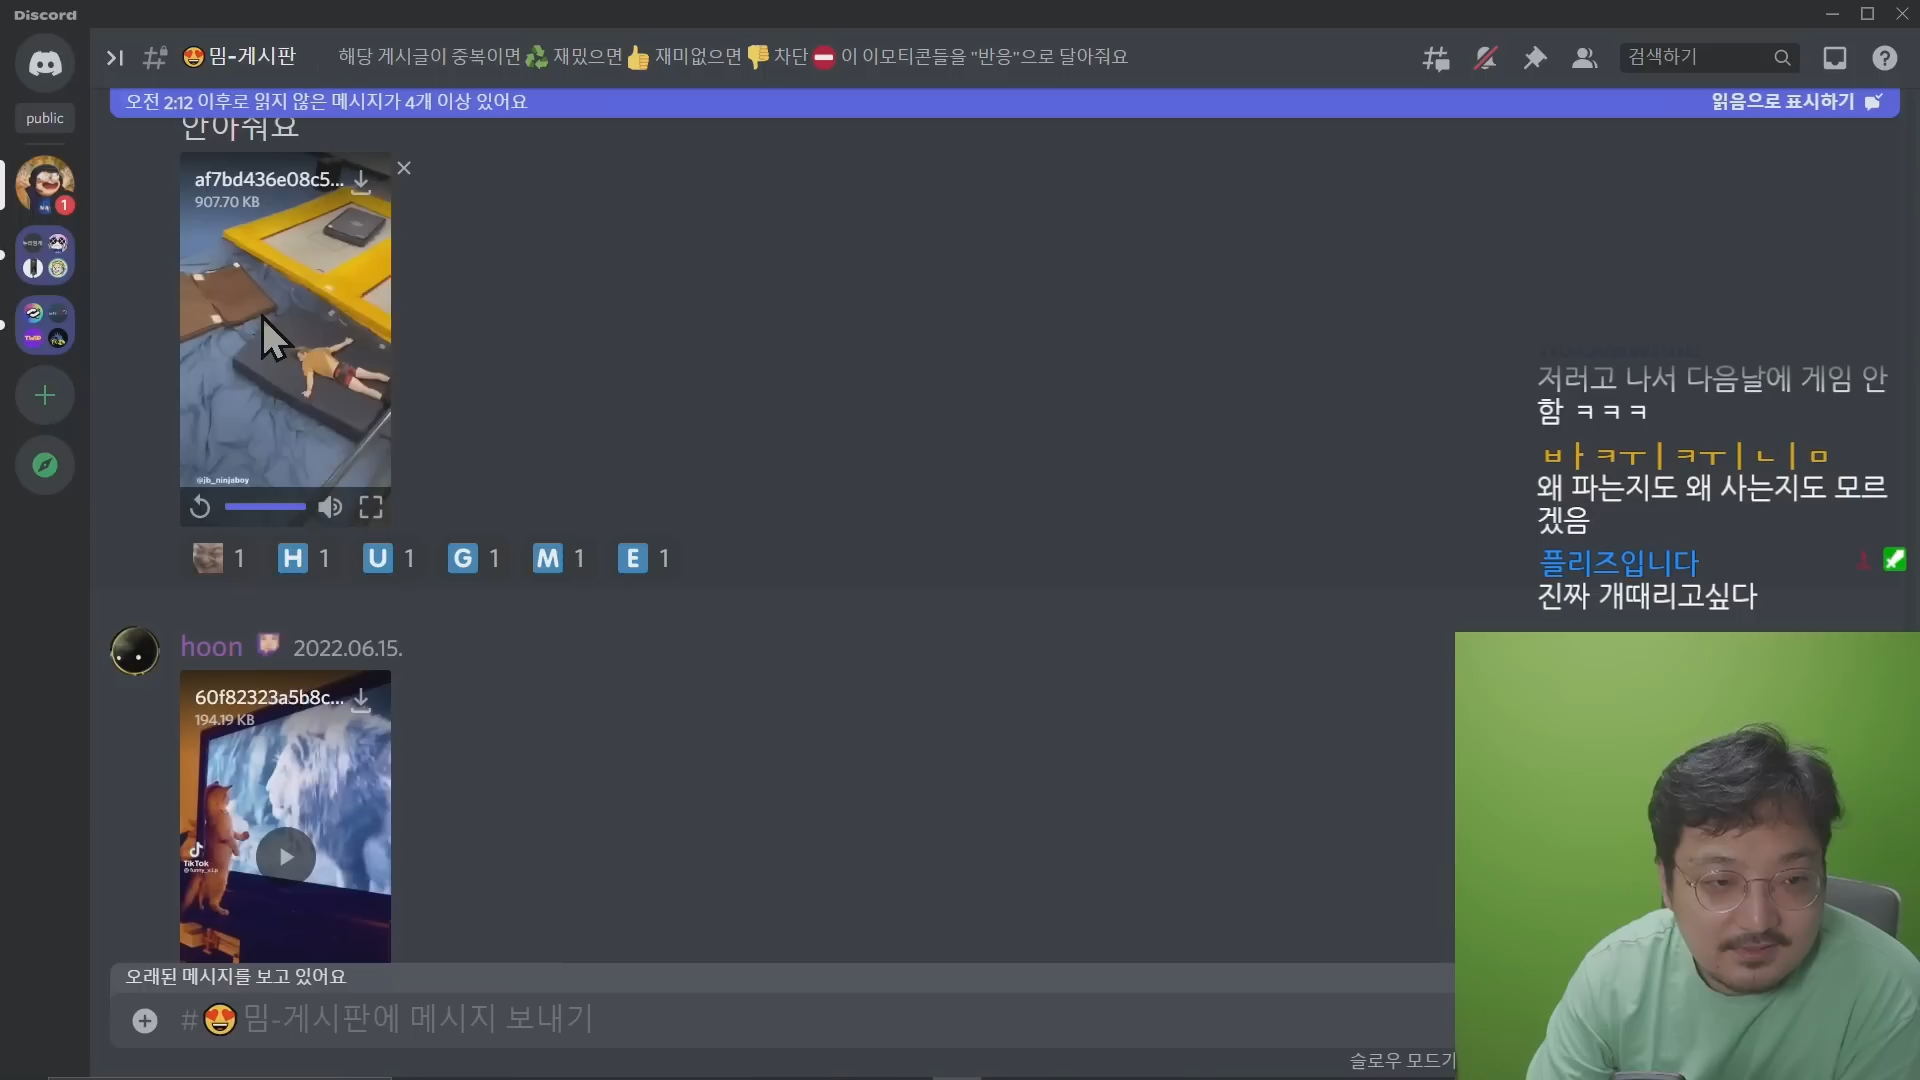 Discord
밈-게시판
해당 게시글이 중복이면 재밌으면 재미없으면 차단 이 이모티콘들을 "반응"으로 달아줘요
검색하기
오전 2:12 이후로 읽지 않은 메시지가 4개 이상 있어요
읽음으로 표시하기
public
안아줘요
af7bd436e08c5...
907.70 KB
@jb_ninjaboy
1 H 1 U 1 G 1 M 1 E 1
1
TWIP
hoon 2022.06.15.
60f82323a5b8c...
194.19 KB
TikTok
오래된 메시지를 보고 있어요
#밈-게시판에 메시지 보내기
슬로우 모드가
저러고 나서 다음날에 게임 안
함 ㅋㅋㅋ
ㅂㅏㅋㅜㅣㅋㅜㅣㄴㅣㅁ
왜 파는지도 왜 사는지도 모르
겠음
플리즈입니다
진짜 개때리고싶다